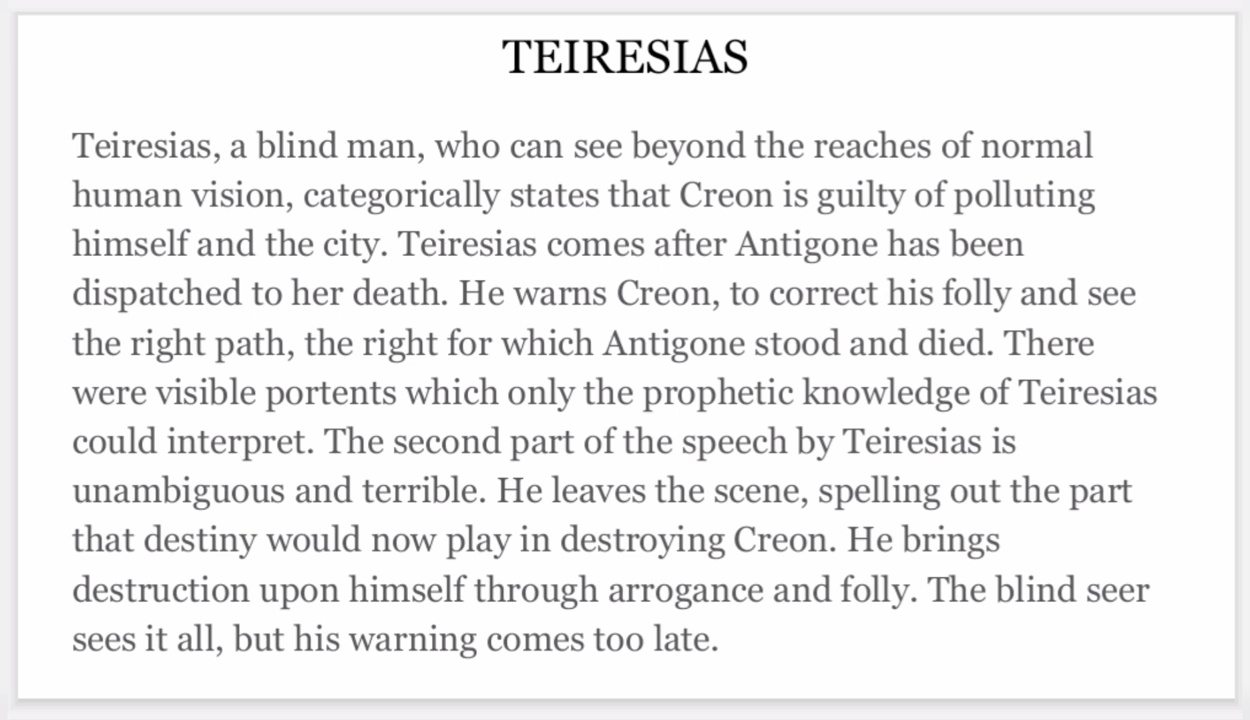 TEIRESIAS
Teiresias, a blind man, who can see beyond the reaches of normal
human vision, categorically states that Creon is guilty of polluting
himself and the city. Teiresias comes after Antigone has been
dispatched to her death. He warns Creon, to correct his folly and see
the right path, the right for which Antigone stood and died. There
were visible portents which only the prophetic knowledge of Teiresias
could interpret. The second part of the speech by Teiresias is
unambiguous and terrible. He leaves the scene, spelling out the part
that destiny would now play in destroying Creon. He brings
destruction upon himself through arrogance and folly. The blind seer
sees it all, but his warning comes too late.